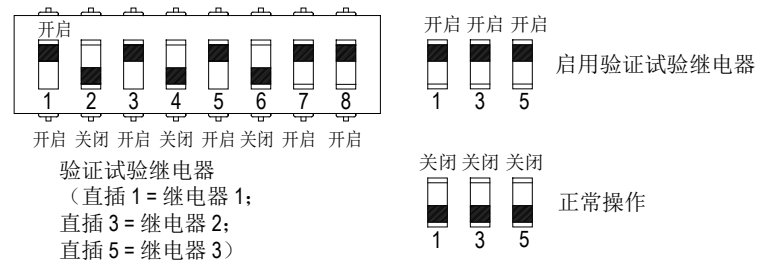 开启
1 2 3 4 5 6 7 8
开启 关闭 开启 关闭 开启 关闭 开启 开启
验证试验继电器
（直插 1 = 继电器 1；
直插 3 = 继电器 2；
直插 5 = 继电器 3）
开启 开启 开启
启用验证试验继电器
1 3 5
关闭 关闭 关闭
正常操作
1 3 5